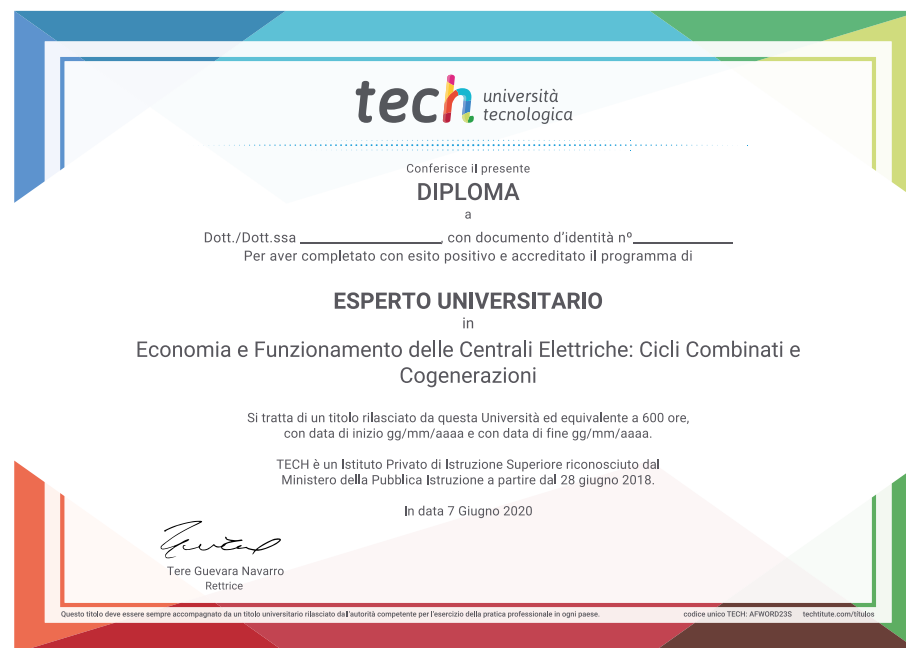 tech università
tecnologica
Conferisce il presente
DIPLOMA
a
Dott./Dott.ssa ____________________, con documento d'identità nº______________
Per aver completato con esito positivo e accreditato il programma di
ESPERTO UNIVERSITARIO
in
Economia e Funzionamento delle Centrali Elettriche: Cicli Combinati e
Cogenerazioni
Si tratta di un titolo rilasciato da questa Università ed equivalente a 600 ore,
con data di inizio gg/mm/aaaa e con data di fine gg/mm/aaaa.
TECH è un Istituto Privato di Istruzione Superiore riconosciuto dal
Ministero della Pubblica Istruzione a partire dal 28 giugno 2018.
In data 7 Giugno 2020
Tere Guevara Navarro
Rettrice
Questo titolo deve essere sempre accompagnato da un titolo universitario rilasciato dall'autorità competente per l'esercizio della pratica professionale in ogni paese. codice unico TECH: AFWORD23S techtitute.com/titulos